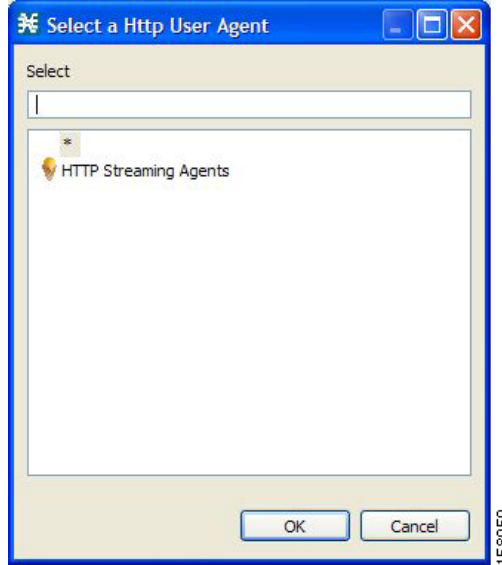 Select a Http User Agent
Select
*
HTTP Streaming Agents
OK
Cancel